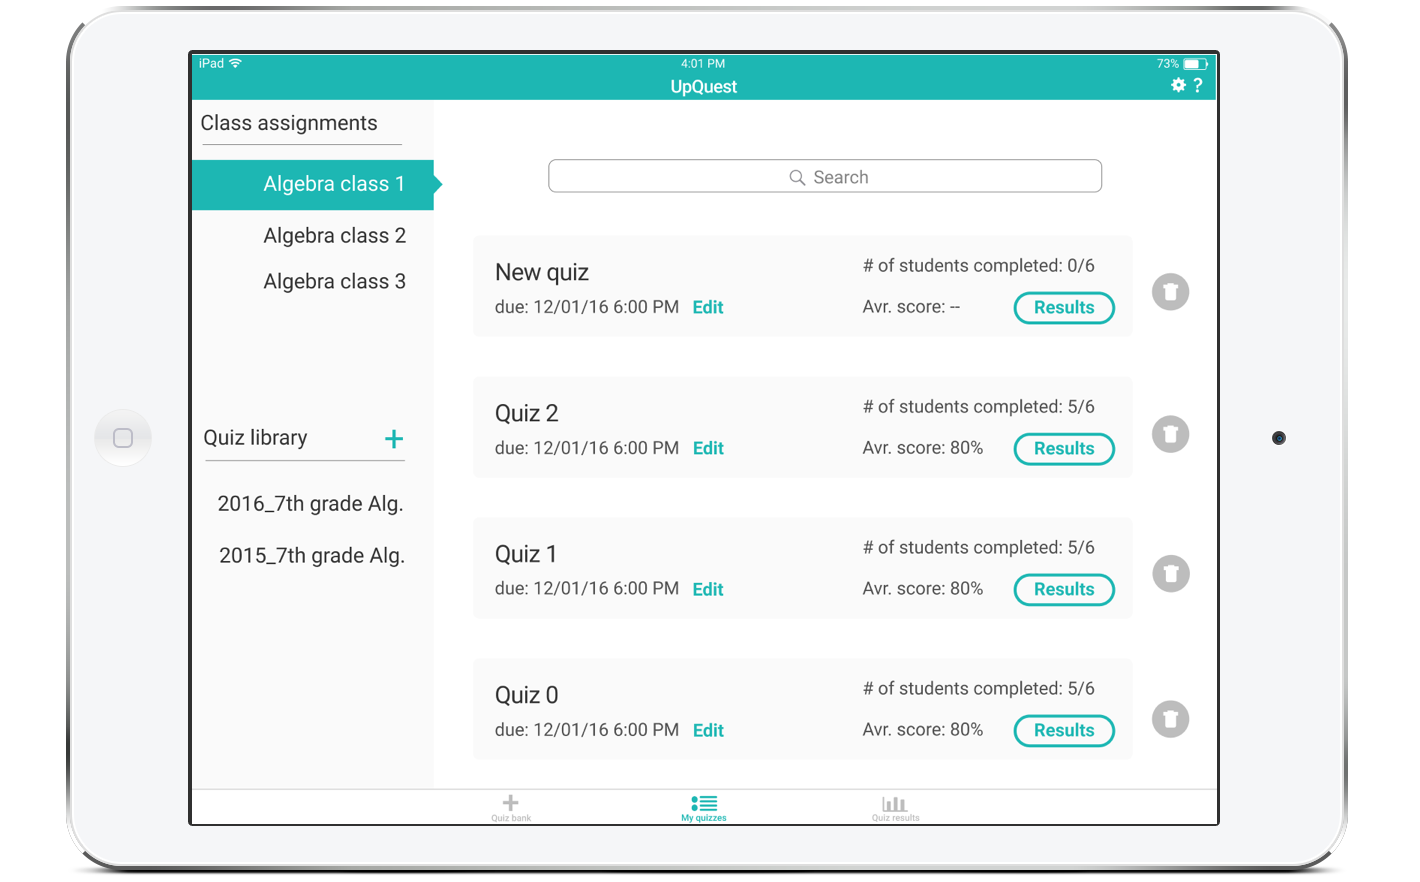 iPad 4:01 PM 73%
UpQuest ?
Class assignments
Algebra class 1
Algebra class 2
Algebra class 3
Quiz library +
2016_7th grade Alg.
2015_7th grade Alg.
Search
New quiz
due: 12/01/16 6:00 PM Edit
# of students completed: 0/6
Avr. score: -- Results
Quiz 2
due: 12/01/16 6:00 PM Edit
# of students completed: 5/6
Avr. score: 80% Results
Quiz 1
due: 12/01/16 6:00 PM Edit
# of students completed: 5/6
Avr. score: 80% Results
Quiz 0
due: 12/01/16 6:00 PM Edit
# of students completed: 5/6
Avr. score: 80% Results
Quiz bank My quizzes Quiz results